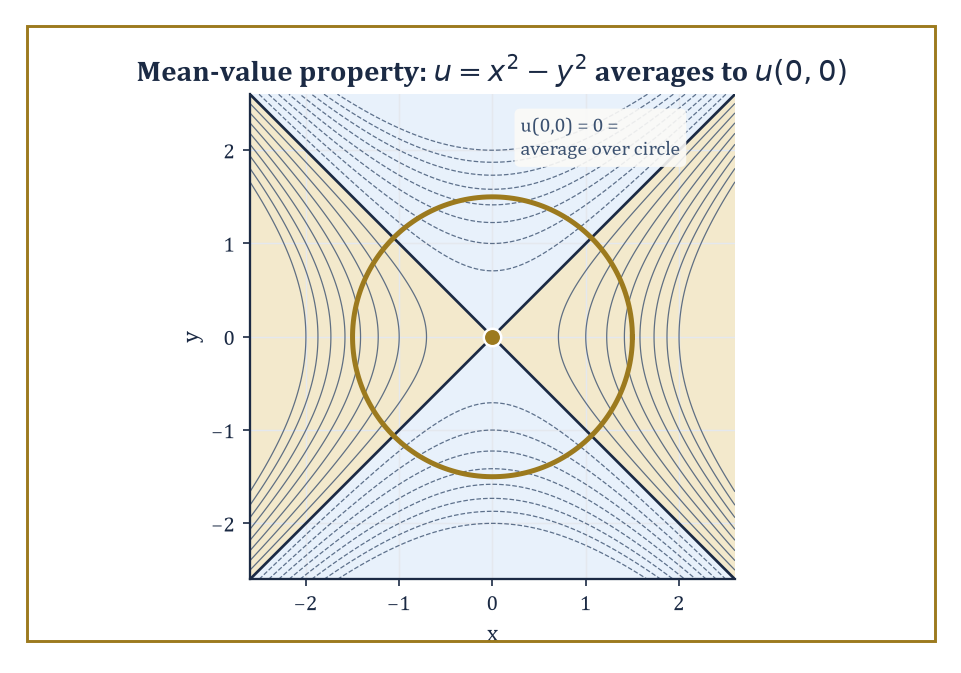 Mean-value property: u = x² − y² averages to u(0, 0)
u(0,0) = 0 =
average over circle
2
1
0
−1
−2
y
−2 −1 0 1 2
x